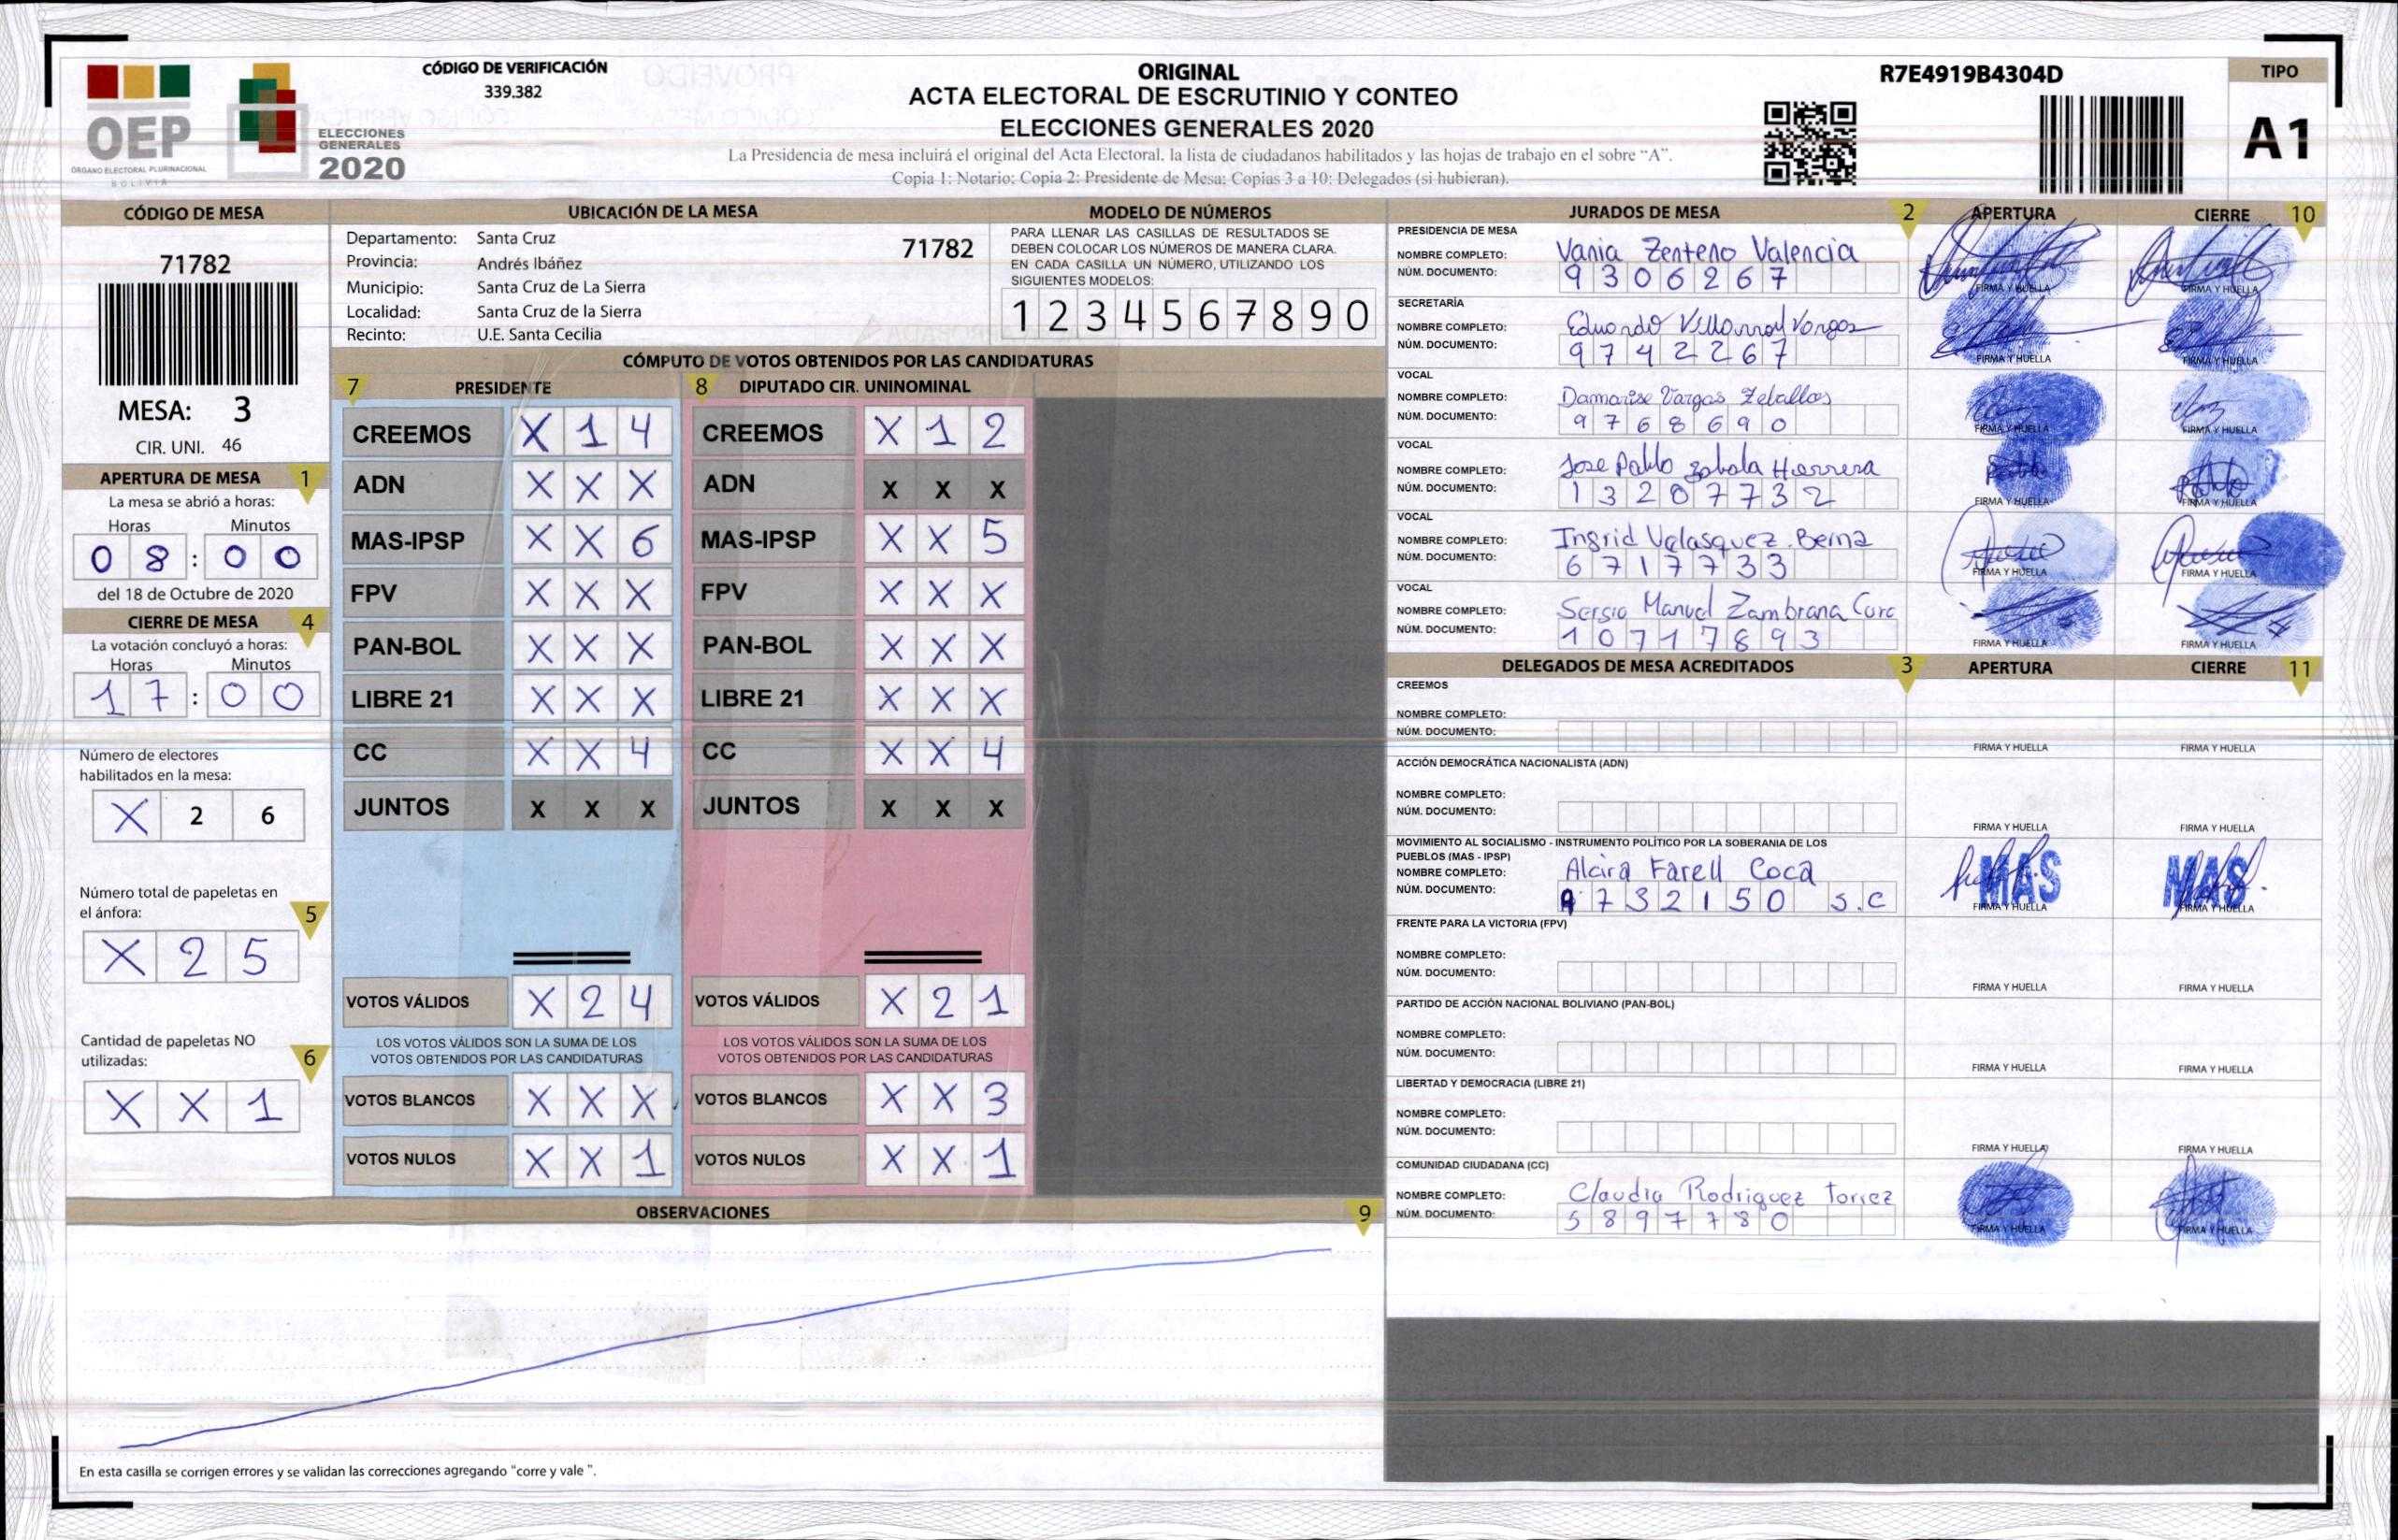 OEP
ÓRGANO ELECTORAL PLURINACIONAL
BOLIVIA
ELECCIONES
GENERALES
2020
CÓDIGO DE VERIFICACIÓN
339.382
ORIGINAL
ACTA ELECTORAL DE ESCRUTINIO Y CONTEO
ELECCIONES GENERALES 2020
La Presidencia de mesa incluirá el original del Acta Electoral, la lista de ciudadanos habilitados y las hojas de trabajo en el sobre "A".
Copia 1: Notario; Copia 2: Presidente de Mesa; Copias 3 a 10: Delegados (si hubieran).
R7E4919B4304D
TIPO
A1
CÓDIGO DE MESA
71782
MESA: 3
CIR. UNI. 46
APERTURA DE MESA 1
La mesa se abrió a horas:
Horas Minutos
0 8 : 0 0
del 18 de Octubre de 2020
CIERRE DE MESA 4
La votación concluyó a horas:
Horas Minutos
1 7 : 0 0
Número de electores
habilitados en la mesa:
X 2 6
Número total de papeletas en
el ánfora: 5
X 2 5
Cantidad de papeletas NO
utilizadas: 6
X X 1
UBICACIÓN DE LA MESA
Departamento: Santa Cruz 71782
Provincia: Andrés Ibáñez
Municipio: Santa Cruz de La Sierra
Localidad: Santa Cruz de la Sierra
Recinto: U.E. Santa Cecilia
MODELO DE NÚMEROS
PARA LLENAR LAS CASILLAS DE RESULTADOS SE
DEBEN COLOCAR LOS NÚMEROS DE MANERA CLARA.
EN CADA CASILLA UN NÚMERO, UTILIZANDO LOS
SIGUIENTES MODELOS:
1 2 3 4 5 6 7 8 9 0
CÓMPUTO DE VOTOS OBTENIDOS POR LAS CANDIDATURAS
7 PRESIDENTE 8 DIPUTADO CIR. UNINOMINAL
CREEMOS X 1 4 CREEMOS X 1 2
ADN X X X ADN X X X
MAS-IPSP X X 6 MAS-IPSP X X 5
FPV X X X FPV X X X
PAN-BOL X X X PAN-BOL X X X
LIBRE 21 X X X LIBRE 21 X X X
CC X X 4 CC X X 4
JUNTOS X X X JUNTOS X X X
VOTOS VÁLIDOS X 2 4 VOTOS VÁLIDOS X 2 1
LOS VOTOS VÁLIDOS SON LA SUMA DE LOS LOS VOTOS VÁLIDOS SON LA SUMA DE LOS
VOTOS OBTENIDOS POR LAS CANDIDATURAS VOTOS OBTENIDOS POR LAS CANDIDATURAS
VOTOS BLANCOS X X X VOTOS BLANCOS X X 3
VOTOS NULOS X X 1 VOTOS NULOS X X 1
OBSERVACIONES 9
En esta casilla se corrigen errores y se validan las correcciones agregando "corre y vale ".
JURADOS DE MESA 2 APERTURA CIERRE 10
PRESIDENCIA DE MESA
NOMBRE COMPLETO: Vania Zenteno Valencia
NÚM. DOCUMENTO: 9306267
FIRMA Y HUELLA FIRMA Y HUELLA
SECRETARÍA
NOMBRE COMPLETO: Eduardo Villarroel Vargas
NÚM. DOCUMENTO: 9742267
FIRMA Y HUELLA FIRMA Y HUELLA
VOCAL
NOMBRE COMPLETO: Damarise Vargas Zeballos
NÚM. DOCUMENTO: 9768690
FIRMA Y HUELLA FIRMA Y HUELLA
VOCAL
NOMBRE COMPLETO: Jose Pablo Zabala Herrera
NÚM. DOCUMENTO: 13207732
FIRMA Y HUELLA FIRMA Y HUELLA
VOCAL
NOMBRE COMPLETO: Ingrid Velasquez Berna
NÚM. DOCUMENTO: 6717733
FIRMA Y HUELLA FIRMA Y HUELLA
VOCAL
NOMBRE COMPLETO: Sergio Manuel Zambrana
NÚM. DOCUMENTO: 10717893
FIRMA Y HUELLA FIRMA Y HUELLA
DELEGADOS DE MESA ACREDITADOS 3 APERTURA CIERRE 11
CREEMOS
NOMBRE COMPLETO:
NÚM. DOCUMENTO:
FIRMA Y HUELLA FIRMA Y HUELLA
ACCIÓN DEMOCRÁTICA NACIONALISTA (ADN)
NOMBRE COMPLETO:
NÚM. DOCUMENTO:
FIRMA Y HUELLA FIRMA Y HUELLA
MOVIMIENTO AL SOCIALISMO - INSTRUMENTO POLÍTICO POR LA SOBERANIA DE LOS
PUEBLOS (MAS - IPSP)
NOMBRE COMPLETO: Alcira Farell Coca
NÚM. DOCUMENTO: 9732150 S.C
MAS MAS
FIRMA Y HUELLA FIRMA Y HUELLA
FRENTE PARA LA VICTORIA (FPV)
NOMBRE COMPLETO:
NÚM. DOCUMENTO:
FIRMA Y HUELLA FIRMA Y HUELLA
PARTIDO DE ACCIÓN NACIONAL BOLIVIANO (PAN-BOL)
NOMBRE COMPLETO:
NÚM. DOCUMENTO:
FIRMA Y HUELLA FIRMA Y HUELLA
LIBERTAD Y DEMOCRACIA (LIBRE 21)
NOMBRE COMPLETO:
NÚM. DOCUMENTO:
FIRMA Y HUELLA FIRMA Y HUELLA
COMUNIDAD CIUDADANA (CC)
NOMBRE COMPLETO: Claudia Rodriguez Torrez
NÚM. DOCUMENTO: 5897780
FIRMA Y HUELLA FIRMA Y HUELLA